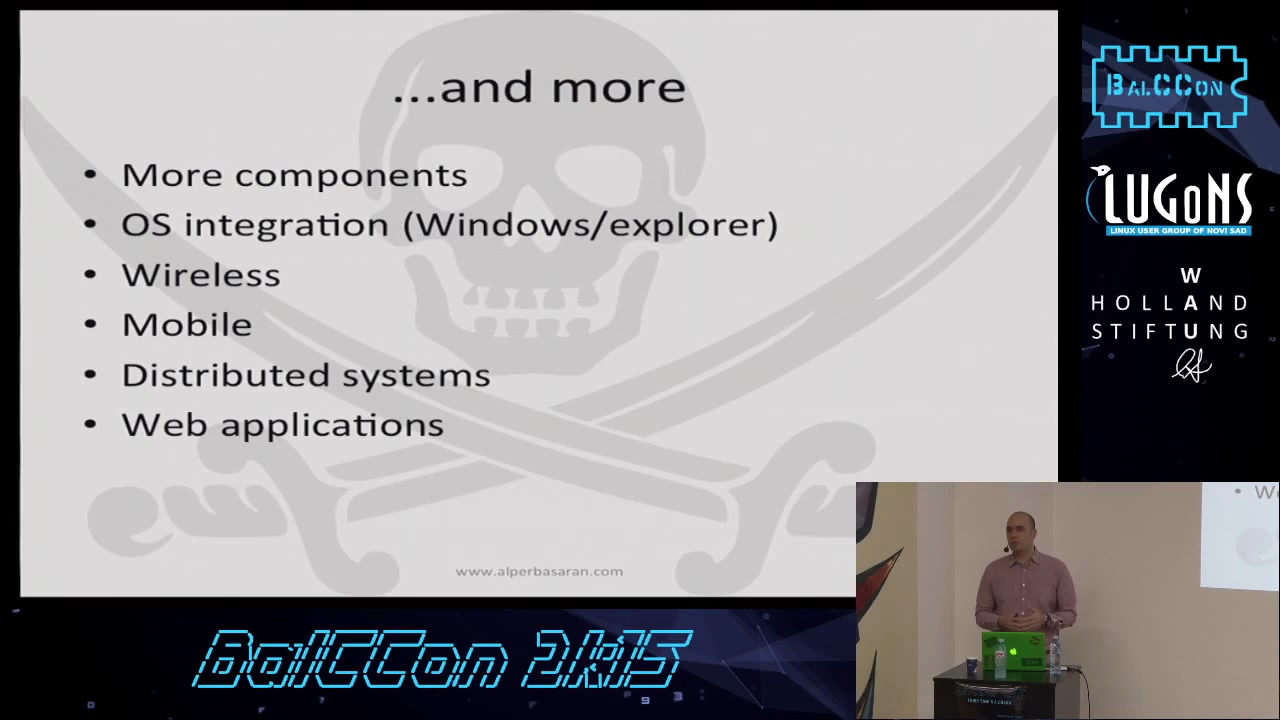 ...and more
• More components
• OS integration (Windows/explorer)
• Wireless
• Mobile
• Distributed systems
• Web applications
www.alperbasaran.com
BALCCON
LUGONS
LINUX USER GROUP OF NOVI SAD
W
HOLLAND
STIFTUNG
BalCCon 2k15